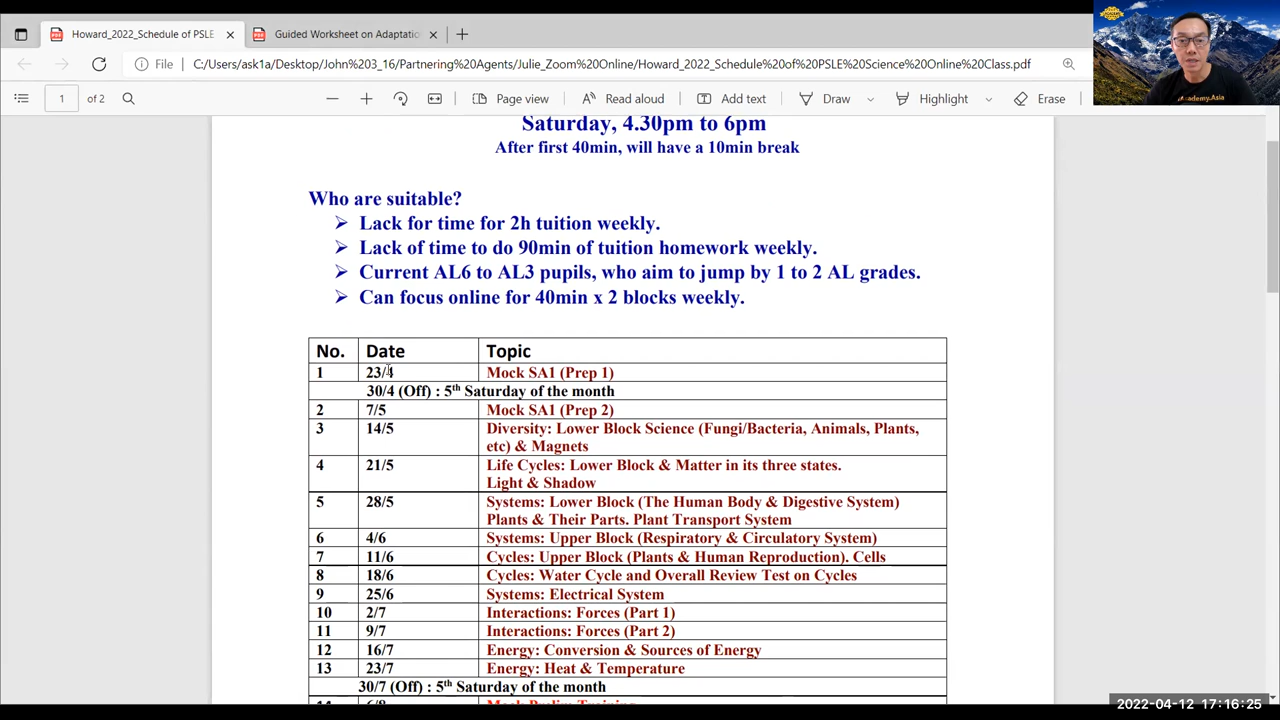 Howard_2022_Schedule of PSLE
Guided Worksheet on Adaptatio
File
C:/Users/ask1a/Desktop/John%203_16/Partnering%20Agents/Julie_Zoom%20Online/Howard_2022_Schedule%20of%20PSLE%20Science%20Online%20Class.pdf
1 of 2
Page view
Read aloud
Add text
Draw
Highlight
Erase
Academy.Asia
Saturday, 4.30pm to 6pm
After first 40min, will have a 10min break
Who are suitable?
Lack for time for 2h tuition weekly.
Lack of time to do 90min of tuition homework weekly.
Current AL6 to AL3 pupils, who aim to jump by 1 to 2 AL grades.
Can focus online for 40min x 2 blocks weekly.
No. Date Topic
1 23/4 Mock SA1 (Prep 1)
30/4 (Off) : 5th Saturday of the month
2 7/5 Mock SA1 (Prep 2)
3 14/5 Diversity: Lower Block Science (Fungi/Bacteria, Animals, Plants,
etc) & Magnets
4 21/5 Life Cycles: Lower Block & Matter in its three states.
Light & Shadow
5 28/5 Systems: Lower Block (The Human Body & Digestive System)
Plants & Their Parts. Plant Transport System
6 4/6 Systems: Upper Block (Respiratory & Circulatory System)
7 11/6 Cycles: Upper Block (Plants & Human Reproduction). Cells
8 18/6 Cycles: Water Cycle and Overall Review Test on Cycles
9 25/6 Systems: Electrical System
10 2/7 Interactions: Forces (Part 1)
11 9/7 Interactions: Forces (Part 2)
12 16/7 Energy: Conversion & Sources of Energy
13 23/7 Energy: Heat & Temperature
30/7 (Off) : 5th Saturday of the month
14 6/8 Mock Prelim Training
2022-04-12 17:16:25